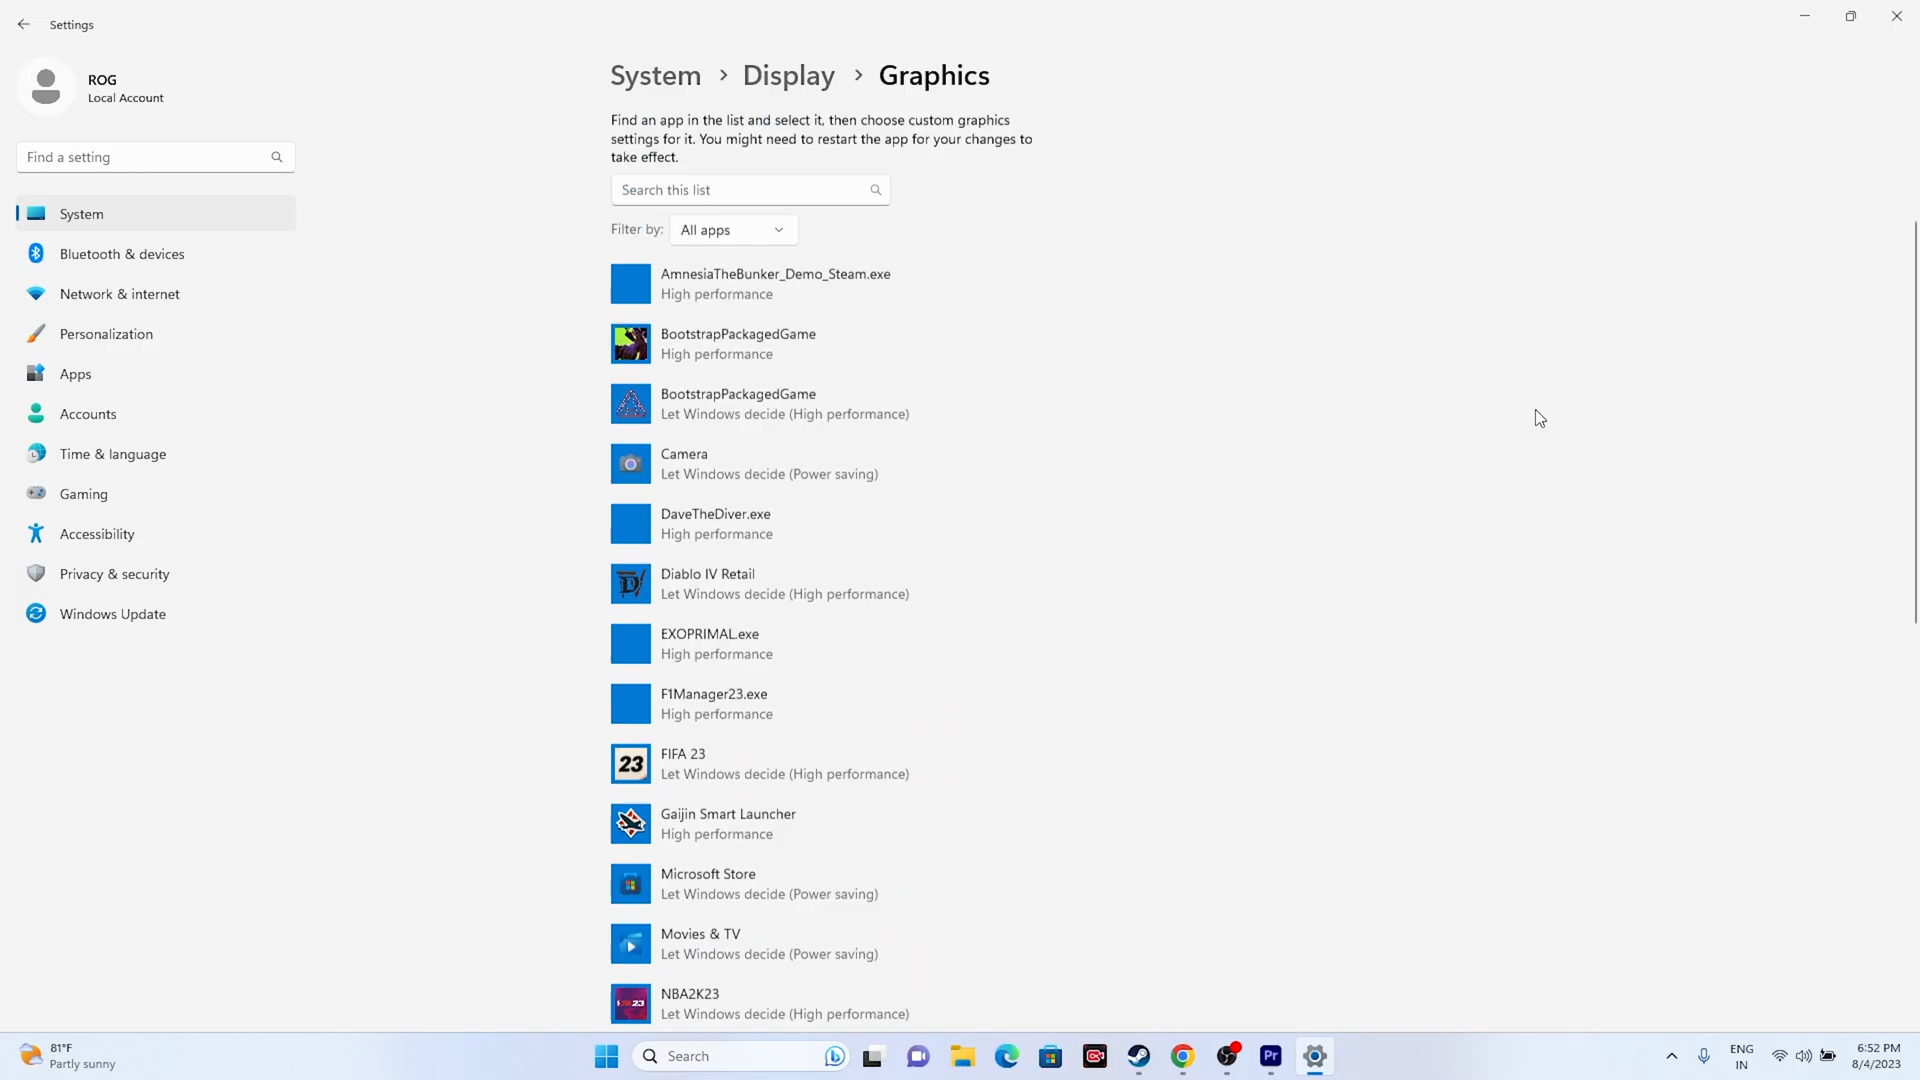 Settings
ROG
Local Account
Find a setting
System
Bluetooth & devices
Network & internet
Personalization
Apps
Accounts
Time & language
Gaming
Accessibility
Privacy & security
Windows Update
System > Display > Graphics
Find an app in the list and select it, then choose custom graphics
settings for it. You might need to restart the app for your changes to
take effect.
Search this list
Filter by: All apps
AmnesiaTheBunker_Demo_Steam.exe
High performance
BootstrapPackagedGame
High performance
BootstrapPackagedGame
Let Windows decide (High performance)
Camera
Let Windows decide (Power saving)
DaveTheDiver.exe
High performance
Diablo IV Retail
Let Windows decide (High performance)
EXOPRIMAL.exe
High performance
F1Manager23.exe
High performance
23
FIFA 23
Let Windows decide (High performance)
Gaijin Smart Launcher
High performance
Microsoft Store
Let Windows decide (Power saving)
Movies & TV
Let Windows decide (Power saving)
NBA2K23
Let Windows decide (High performance)
81°F
Partly sunny
Search
Pr
ENG
IN
6:52 PM
8/4/2023